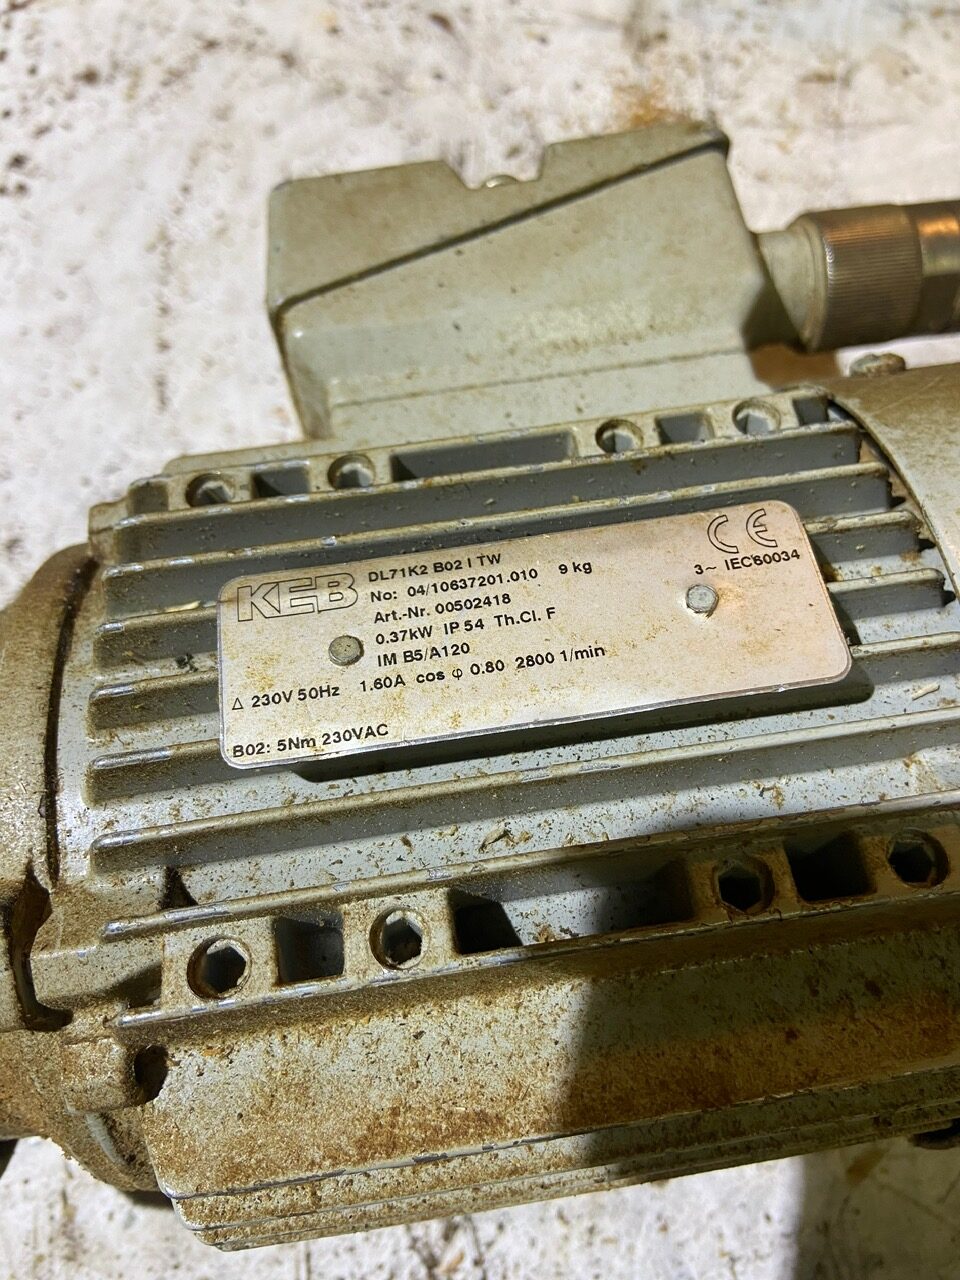 KEB DL71K2 B02 I TW CE
No: 04/10637201.010 9 kg 3~ IEC60034
Art.-Nr. 00502418
0.37kW IP 54 Th.Cl. F
IM B5/A120
Δ 230V 50Hz 1.60A cos φ 0.80 2800 1/min
B02: 5Nm 230VAC